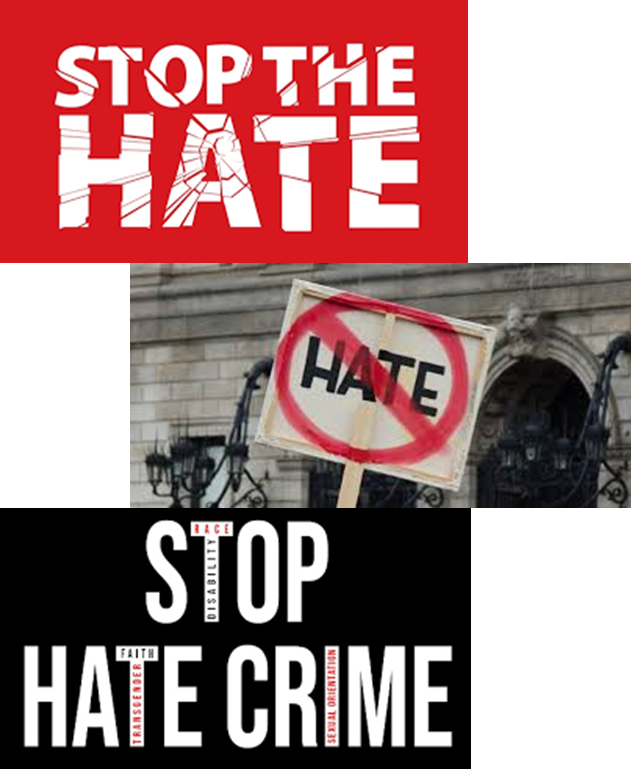 STOP THE
HATE
HATE
RACE
DISABILITY
STOP
FAITH
TRANSGENDER
SEXUAL ORIENTATION
HATE CRIME